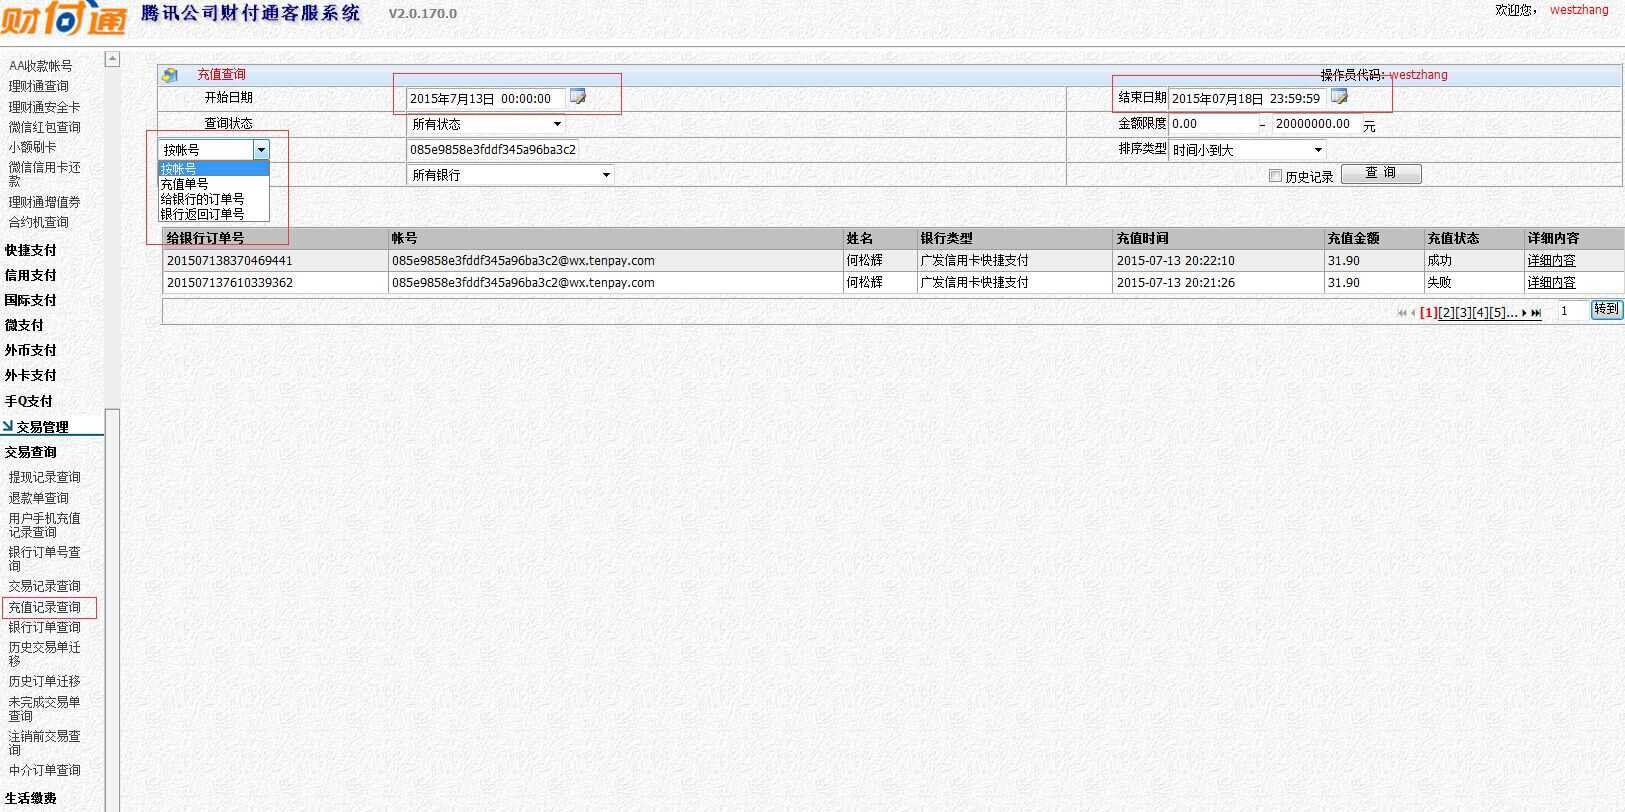 财付通 腾讯公司财付通客服系统 V2.0.170.0 欢迎您， westzhang
AA收款帐号
理财通查询
理财通安全卡
微信红包查询
小额刷卡
微信信用卡还
款
理财通增值券
合约机查询
快捷支付
信用支付
国际支付
微支付
外币支付
外卡支付
手Q支付
交易管理
交易查询
提现记录查询
退款单查询
用户手机充值
记录查询
银行订单号查
询
交易记录查询
充值记录查询
银行订单查询
历史交易单迁
移
历史订单迁移
未完成交易单
查询
注销前交易查
询
中介订单查询
生活缴费
充值查询 操作员代码: westzhang
开始日期 2015年7月13日 00:00:00 结束日期 2015年07月18日 23:59:59
查询状态 所有状态 金额限度 0.00 - 20000000.00 元
按帐号 085e9858e3fddf345a96ba3c2 排序类型 时间小到大
按帐号
充值单号
给银行的订单号
银行返回订单号
所有银行 历史记录 查 询
给银行订单号 帐号 姓名 银行类型 充值时间 充值金额 充值状态 详细内容
201507138370469441 085e9858e3fddf345a96ba3c2@wx.tenpay.com 何松辉 广发信用卡快捷支付 2015-07-13 20:22:10 31.90 成功 详细内容
201507137610339362 085e9858e3fddf345a96ba3c2@wx.tenpay.com 何松辉 广发信用卡快捷支付 2015-07-13 20:21:26 31.90 失败 详细内容
[1][2][3][4][5]... 1 转到